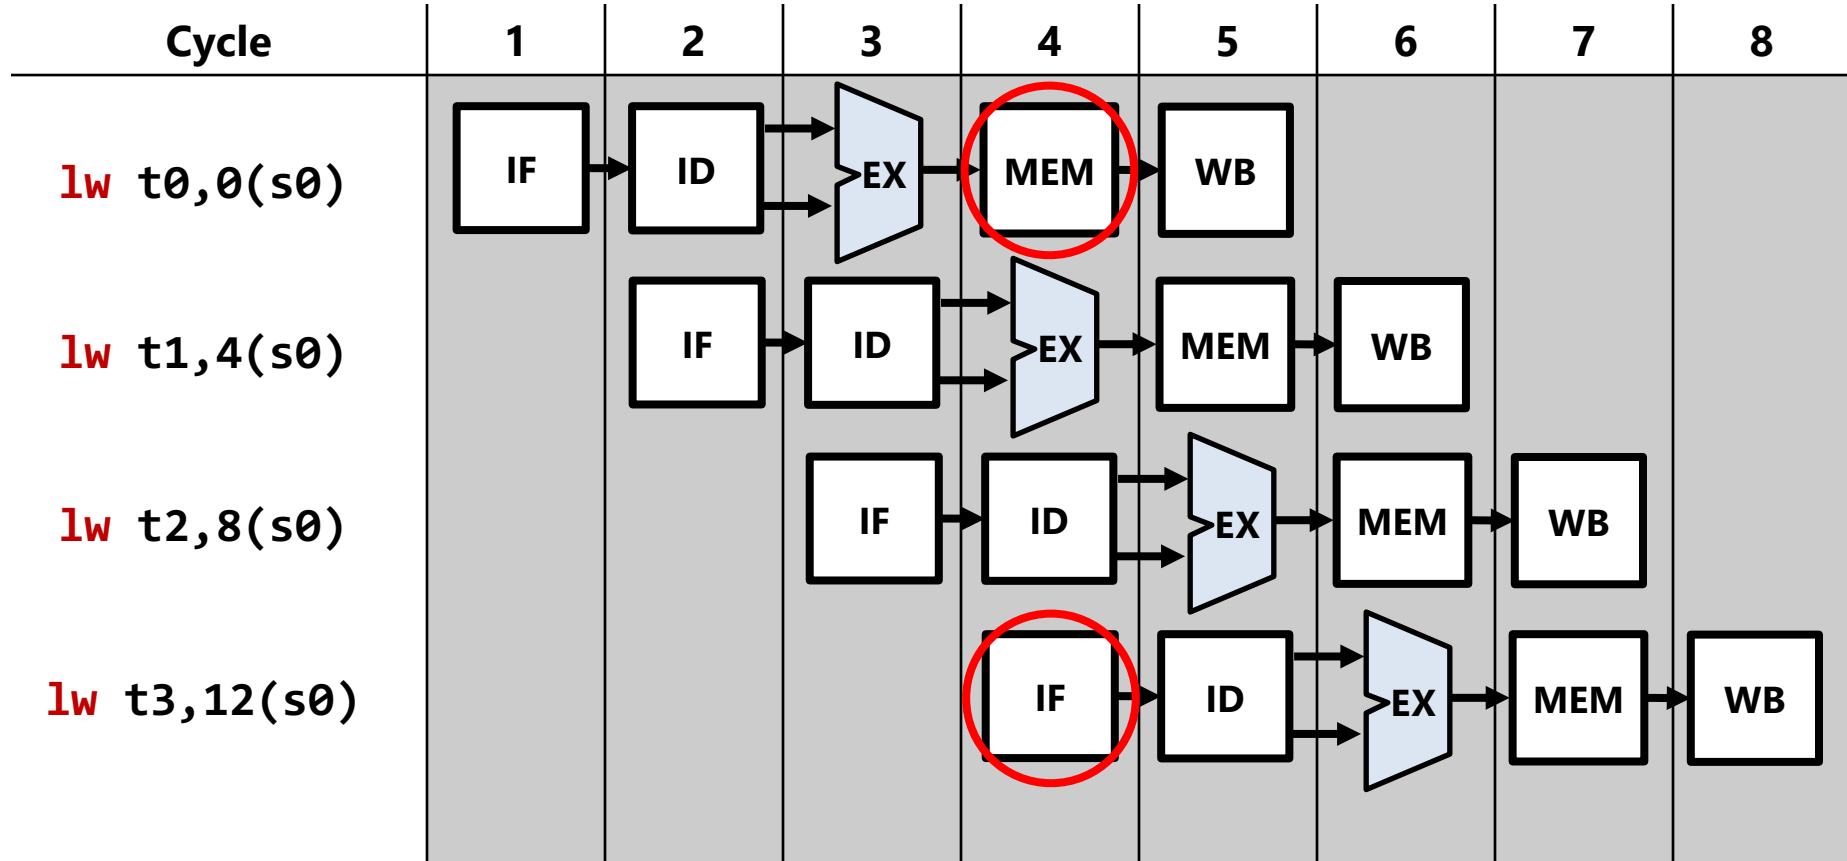 Cycle 1 2 3 4 5 6 7 8
lw t0,0(s0) IF ID EX MEM WB
lw t1,4(s0) IF ID EX MEM WB
lw t2,8(s0) IF ID EX MEM WB
lw t3,12(s0) IF ID EX MEM WB